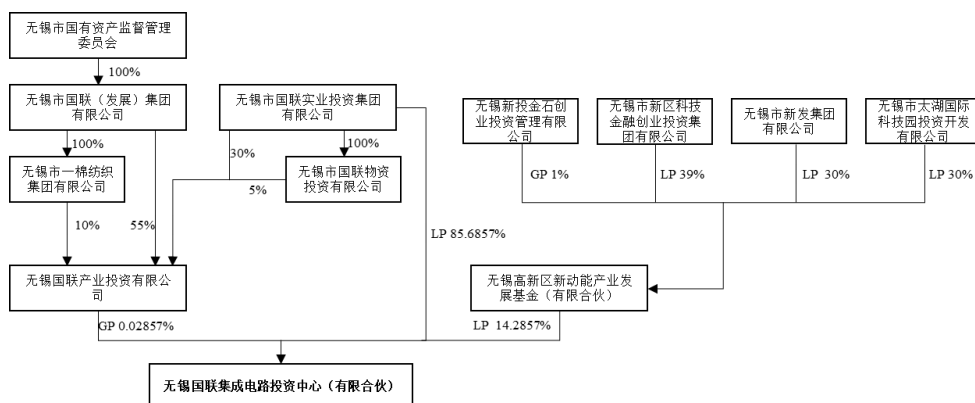 无锡市国有资产监督管理
委员会
100%
无锡市国联（发展）集团
有限公司
无锡市国联实业投资集团
有限公司
无锡新投金石创
业投资管理有限
公司
无锡市新区科技
金融创业投资集
团有限公司
无锡市新发集团
有限公司
无锡市太湖国际
科技园投资开发
有限公司
100%
30%
100%
无锡市一棉纺织
集团有限公司
无锡市国联物资
投资有限公司
GP 1%
LP 39%
LP 30%
LP 30%
5%
10%
55%
LP 85.6857%
无锡国联产业投资有限公
司
无锡高新区新动能产业发
展基金（有限合伙）
GP 0.02857%
LP 14.2857%
无锡国联集成电路投资中心（有限合伙）